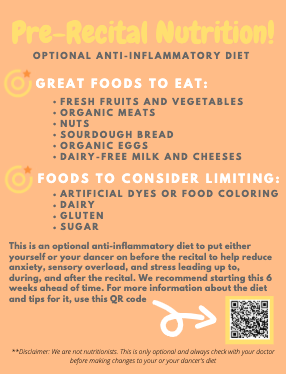 Pre-Recital Nutrition!
OPTIONAL ANTI-INFLAMMATORY DIET
GREAT FOODS TO EAT:
• FRESH FRUITS AND VEGETABLES
• ORGANIC MEATS
• NUTS
• SOURDOUGH BREAD
• ORGANIC EGGS
• DAIRY-FREE MILK AND CHEESES
FOODS TO CONSIDER LIMITING:
• ARTIFICIAL DYES OR FOOD COLORING
• DAIRY
• GLUTEN
• SUGAR
This is an optional anti-inflammatory diet to put either
yourself or your dancer on before the recital to help reduce
anxiety, sensory overload, and stress leading up to,
during, and after the recital. We recommend starting this 6
weeks ahead of time. For more information about the diet
and tips for it, use this QR code
**Disclaimer: We are not nutritionists. This is only optional and always check with your doctor
before making changes to your or your dancer's diet